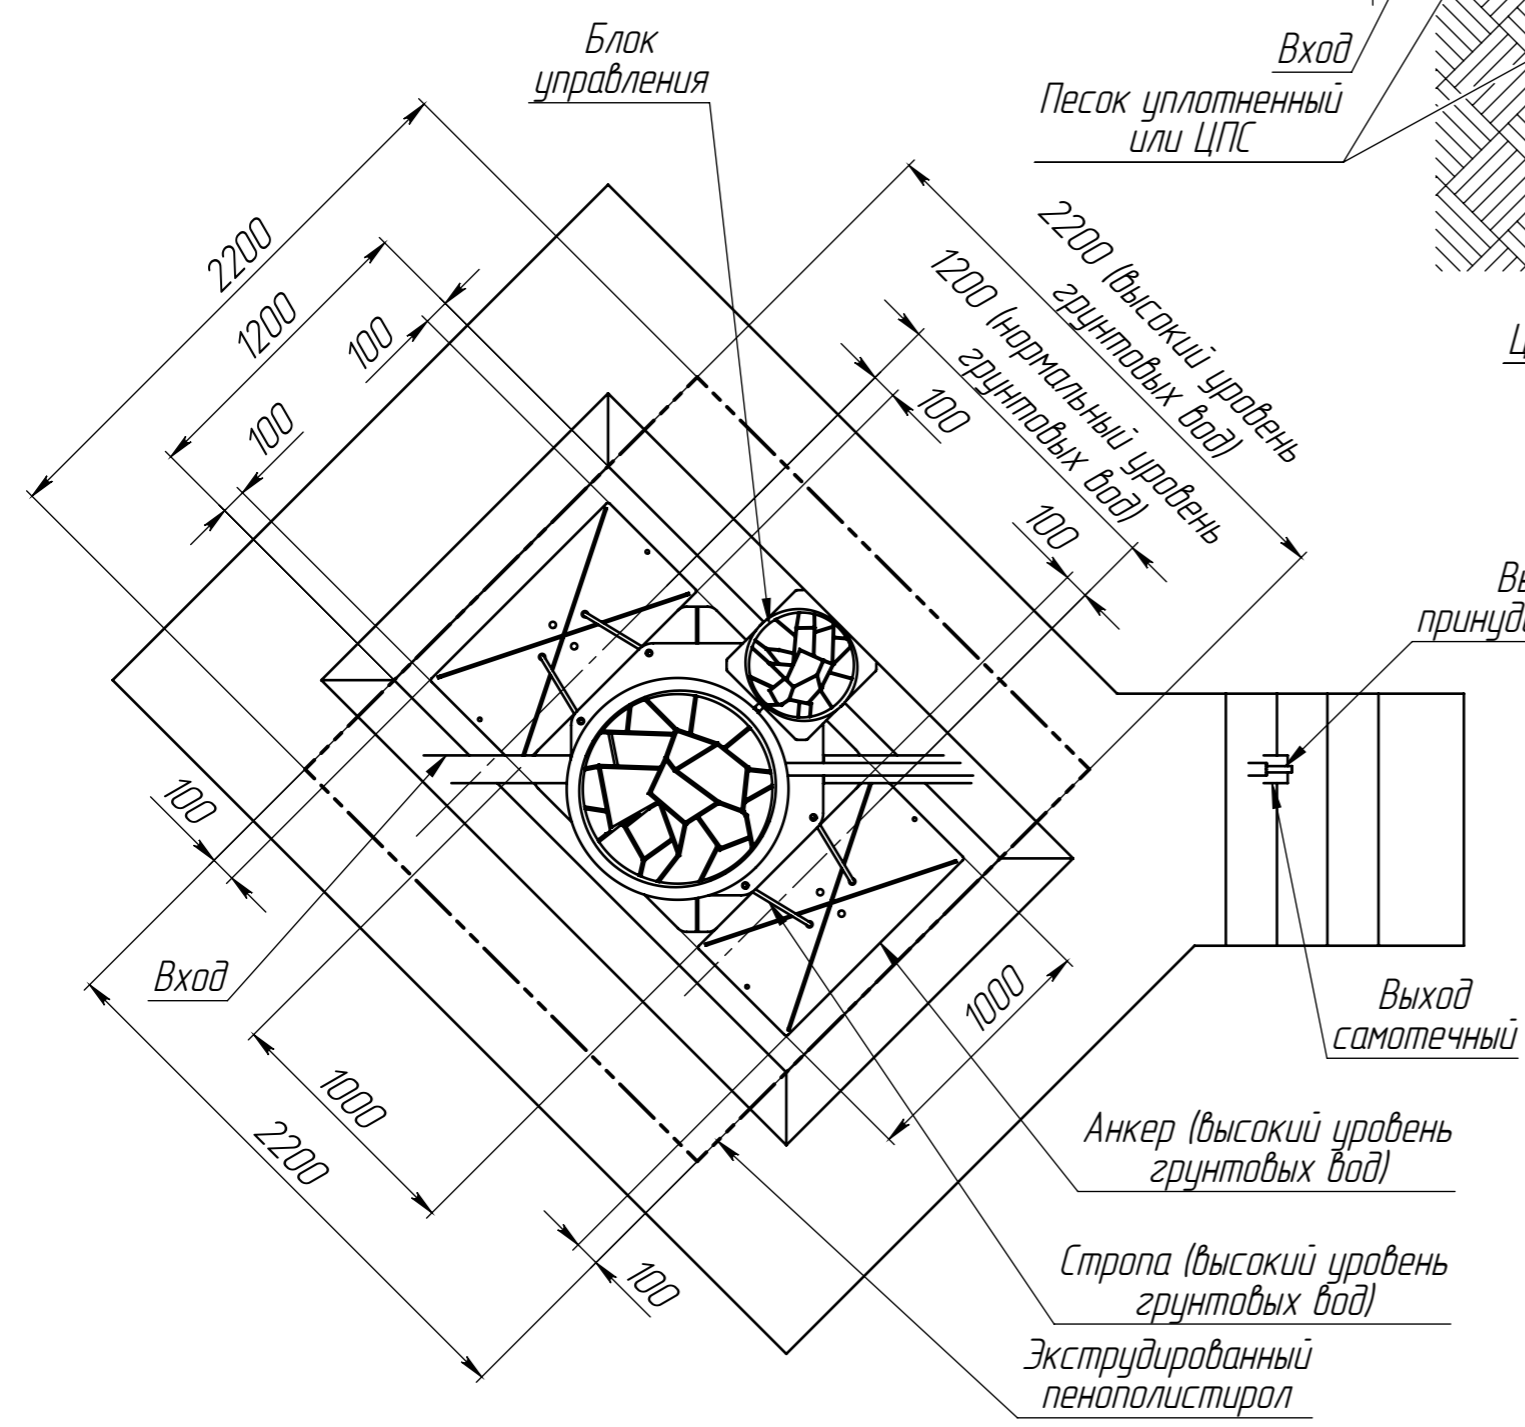 Блок
управления
Вход
Песок уплотненный
или ЦПС
2200
1200
100
100
2200 (высокий уровень
грунтовых вод)
1200 (нормальный уровень
грунтовых вод)
100
100
100
Вход
1000
2200
100
1000
Выход
самотечный
Анкер (высокий уровень
грунтовых вод)
Стропа (высокий уровень
грунтовых вод)
Экструдированный
пенополистирол